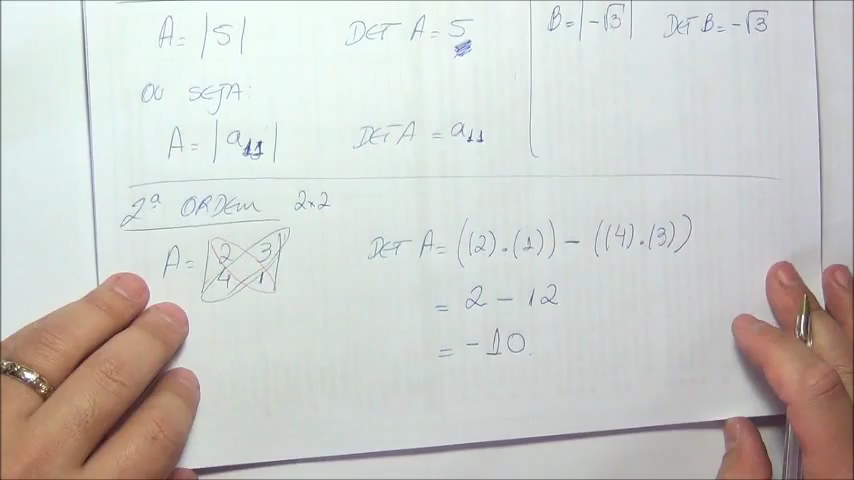 A = |5| DET A = 5
B = |-√3| DET B = -√3
OU SEJA:
A = |a11| DET A = a11
2ª ORDEM 2x2
A = |2 3
4 1| DET A = ((2).(1)) - ((4).(3))
= 2 - 12
= -10.